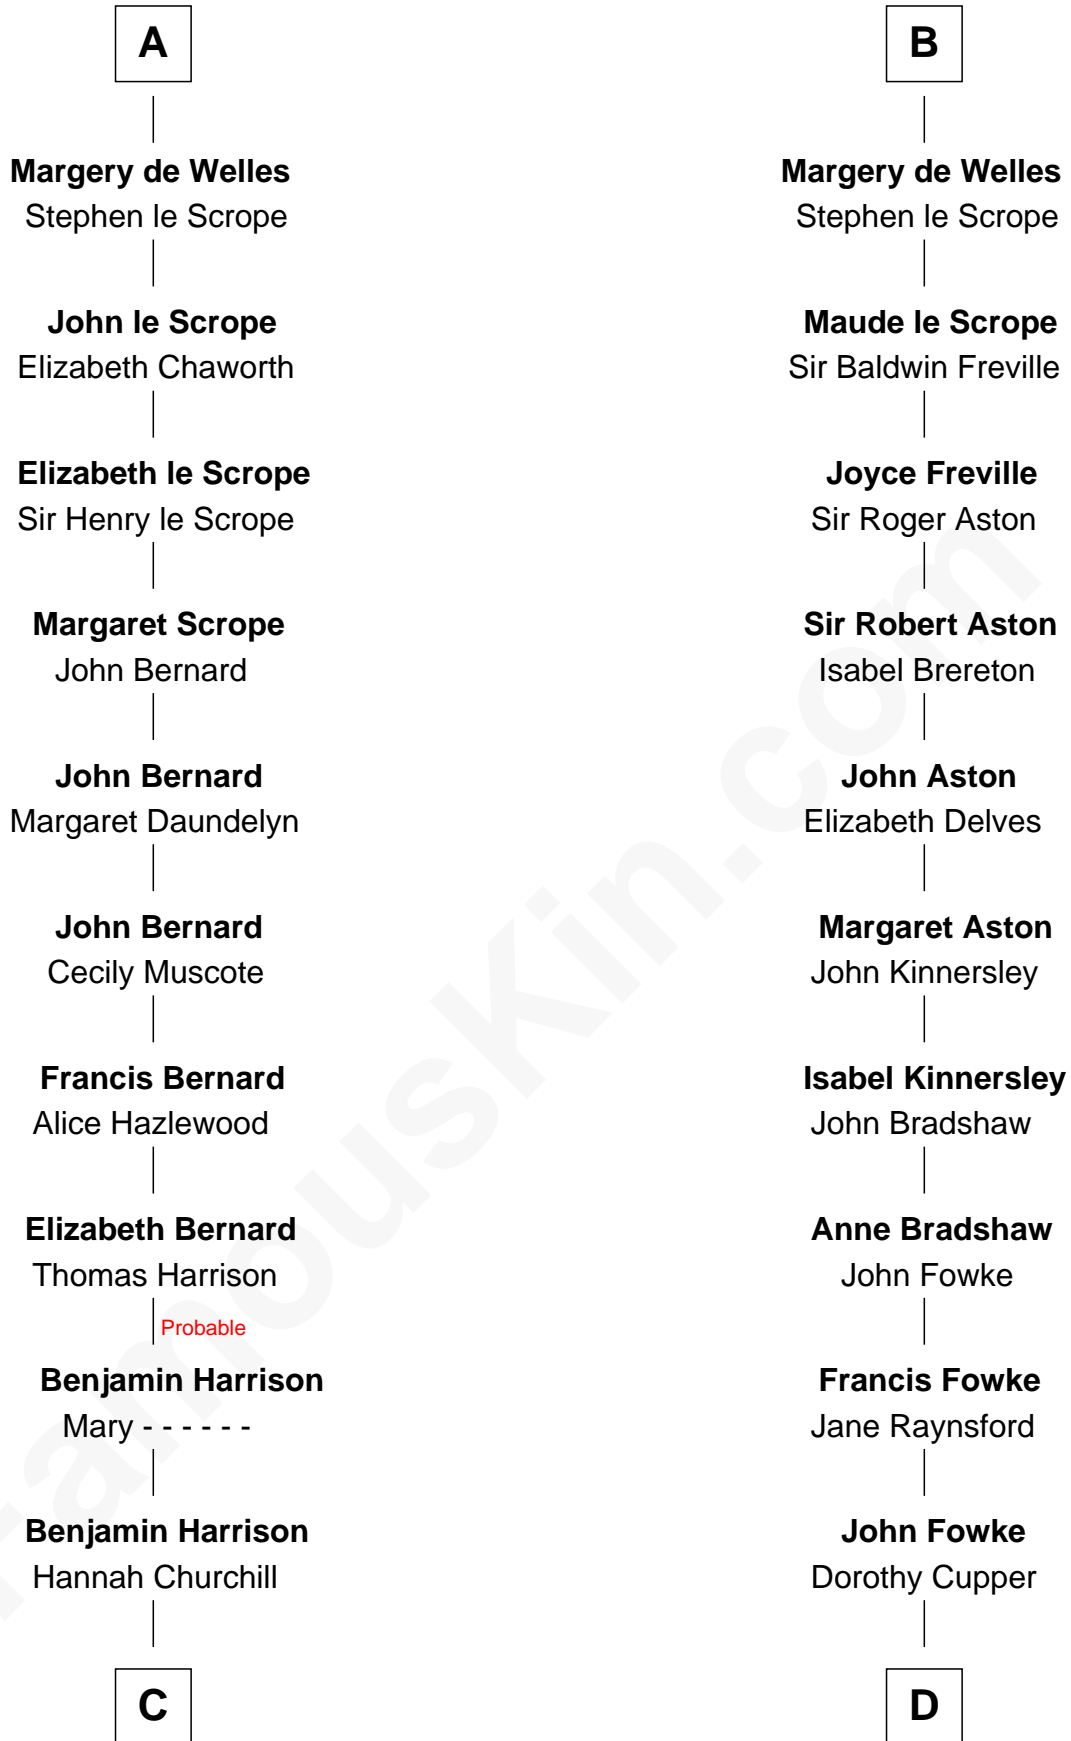 A
Margery de Welles
Stephen le Scrope
John le Scrope
Elizabeth Chaworth
Elizabeth le Scrope
Sir Henry le Scrope
Margaret Scrope
John Bernard
John Bernard
Margaret Daundelyn
John Bernard
Cecily Muscote
Francis Bernard
Alice Hazlewood
Elizabeth Bernard
Thomas Harrison
Probable
Benjamin Harrison
Mary - - - - - -
Benjamin Harrison
Hannah Churchill
C
B
Margery de Welles
Stephen le Scrope
Maude le Scrope
Sir Baldwin Freville
Joyce Freville
Sir Roger Aston
Sir Robert Aston
Isabel Brereton
John Aston
Elizabeth Delves
Margaret Aston
John Kinnersley
Isabel Kinnersley
John Bradshaw
Anne Bradshaw
John Fowke
Francis Fowke
Jane Raynsford
John Fowke
Dorothy Cupper
D
FamousKin.com